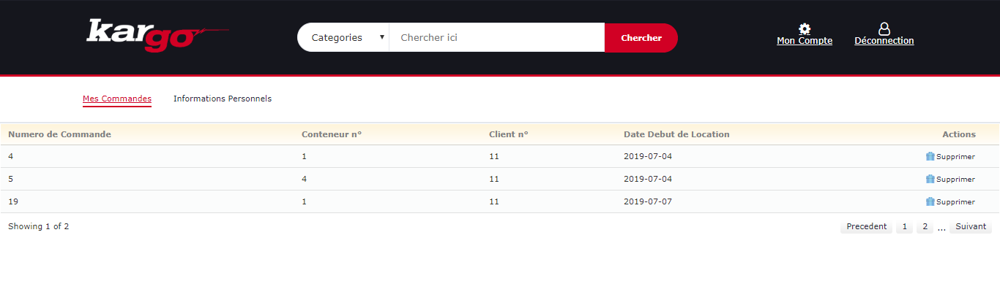 kargo
Categories Chercher ici Chercher Mon Compte Déconnection
Mes Commandes Informations Personnels
Numero de Commande Conteneur n° Client n° Date Debut de Location Actions
4 1 11 2019-07-04 Supprimer
5 4 11 2019-07-04 Supprimer
19 1 11 2019-07-07 Supprimer
Showing 1 of 2 Precedent 1 2 ... Suivant